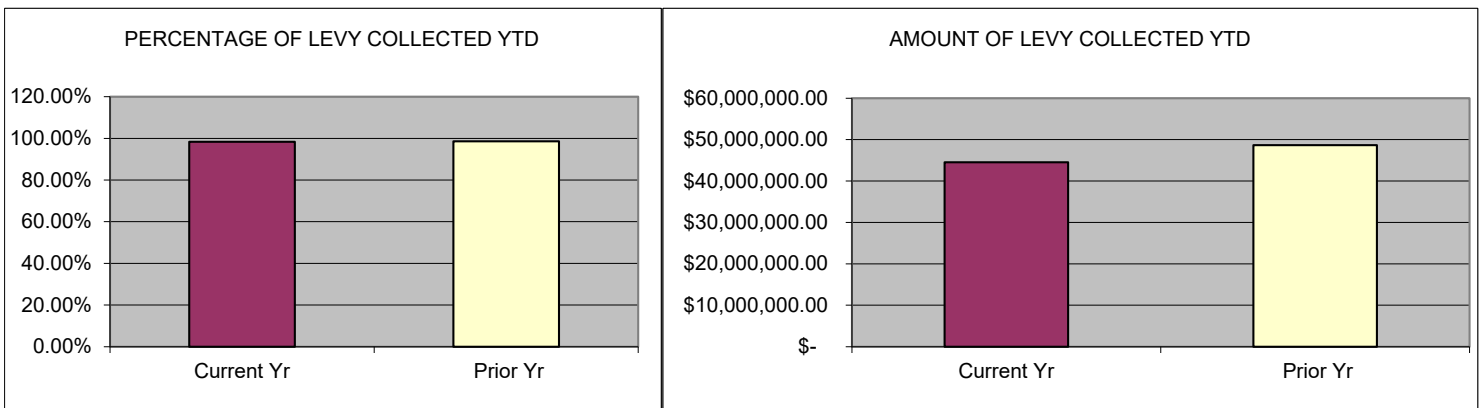 PERCENTAGE OF LEVY COLLECTED YTD
120.00%
100.00%
80.00%
60.00%
40.00%
20.00%
0.00%
Current Yr
Prior Yr
AMOUNT OF LEVY COLLECTED YTD
$60,000,000.00
$50,000,000.00
$40,000,000.00
$30,000,000.00
$20,000,000.00
$10,000,000.00
$-
Current Yr
Prior Yr